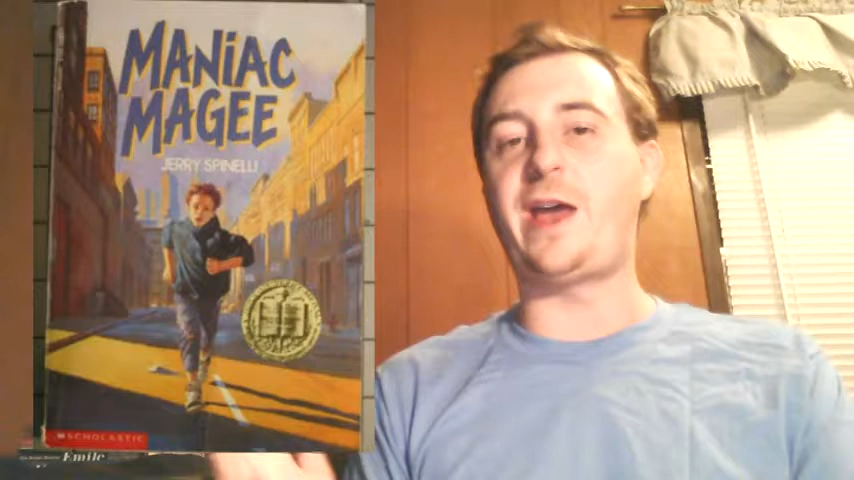 MANIAC
MAGEE
JERRY SPINELLI
SCHOLASTIC
Emile